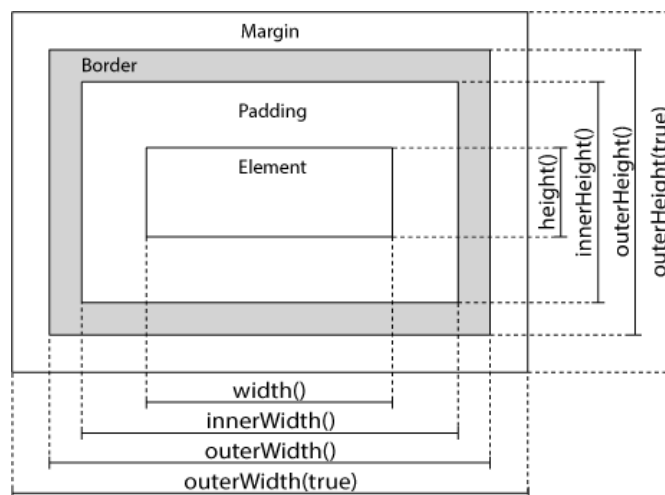 Margin
Border
Padding
Element
height()
innerHeight()
outerHeight()
outerHeight(true)
width()
innerWidth()
outerWidth()
outerWidth(true)